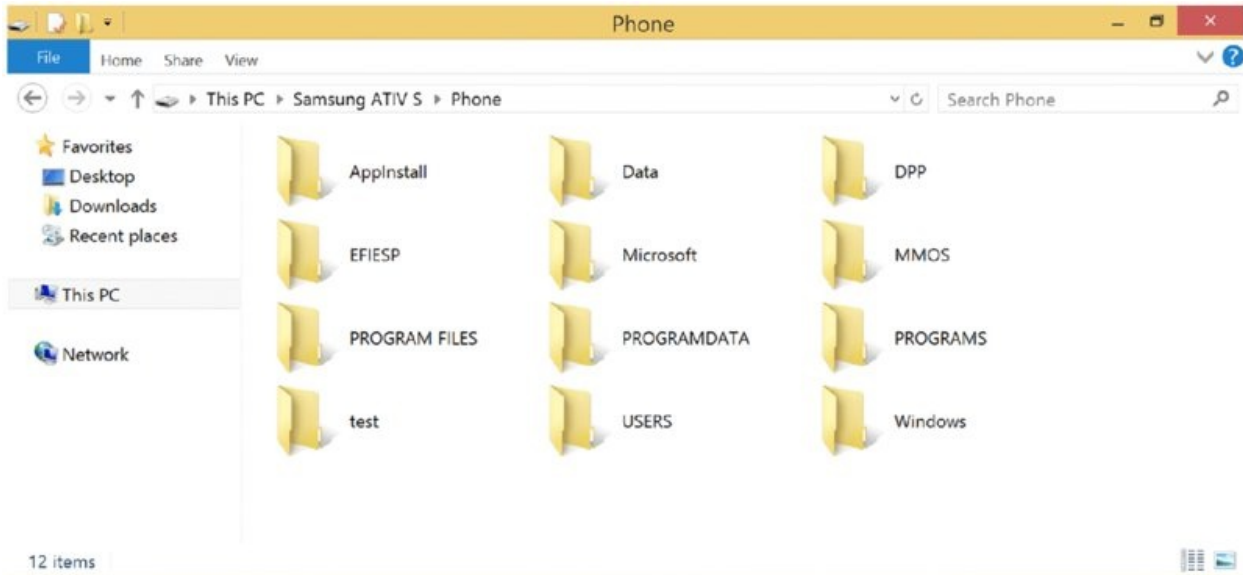 Phone
File Home Share View
This PC Samsung ATIV S Phone Search Phone
Favorites
Desktop
Downloads
Recent places
This PC
Network
AppInstall Data DPP
EFIESP Microsoft MMOS
PROGRAM FILES PROGRAMDATA PROGRAMS
test USERS Windows
12 items